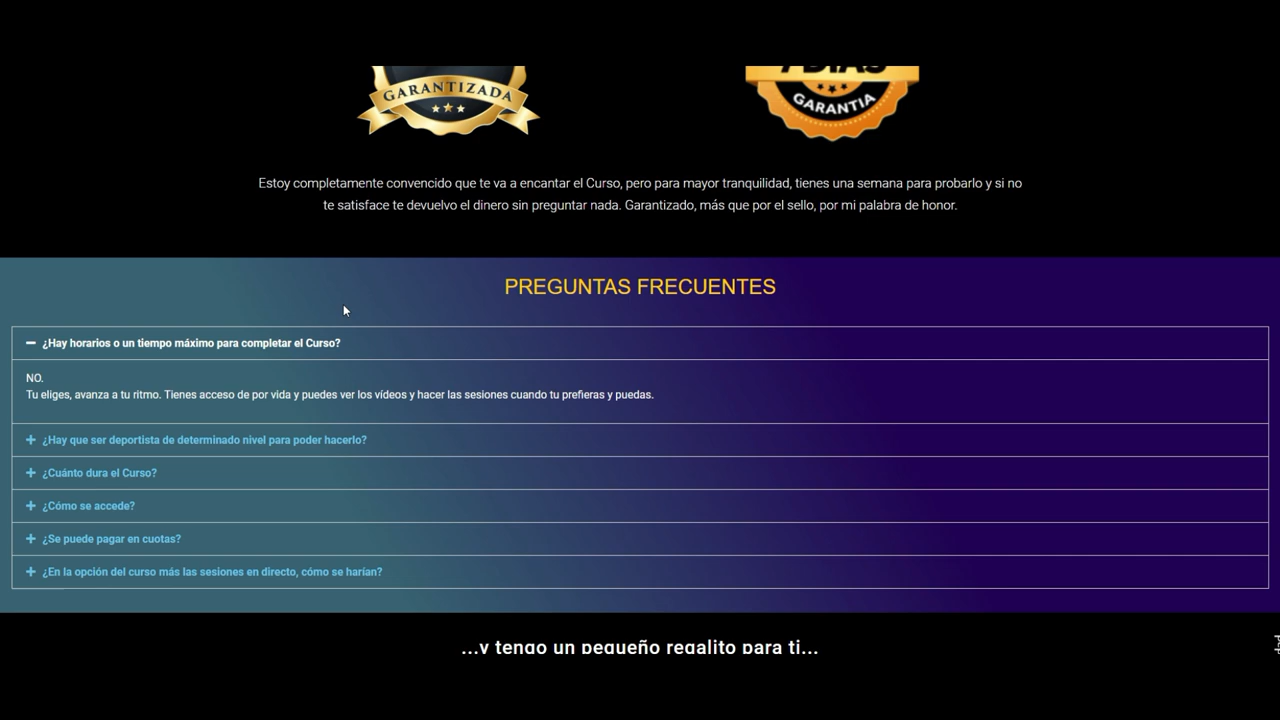 GARANTIZADA
7 DÍAS
GARANTIA
Estoy completamente convencido que te va a encantar el Curso, pero para mayor tranquilidad, tienes una semana para probarlo y si no
te satisface te devuelvo el dinero sin preguntar nada. Garantizado, más que por el sello, por mi palabra de honor.
PREGUNTAS FRECUENTES
¿Hay horarios o un tiempo máximo para completar el Curso?
NO.
Tu eliges, avanza a tu ritmo. Tienes acceso de por vida y puedes ver los vídeos y hacer las sesiones cuando tu prefieras y puedas.
¿Hay que ser deportista de determinado nivel para poder hacerlo?
¿Cuánto dura el Curso?
¿Cómo se accede?
¿Se puede pagar en cuotas?
¿En la opción del curso más las sesiones en directo, cómo se harían?
...y tengo un pequeño regalito para ti...